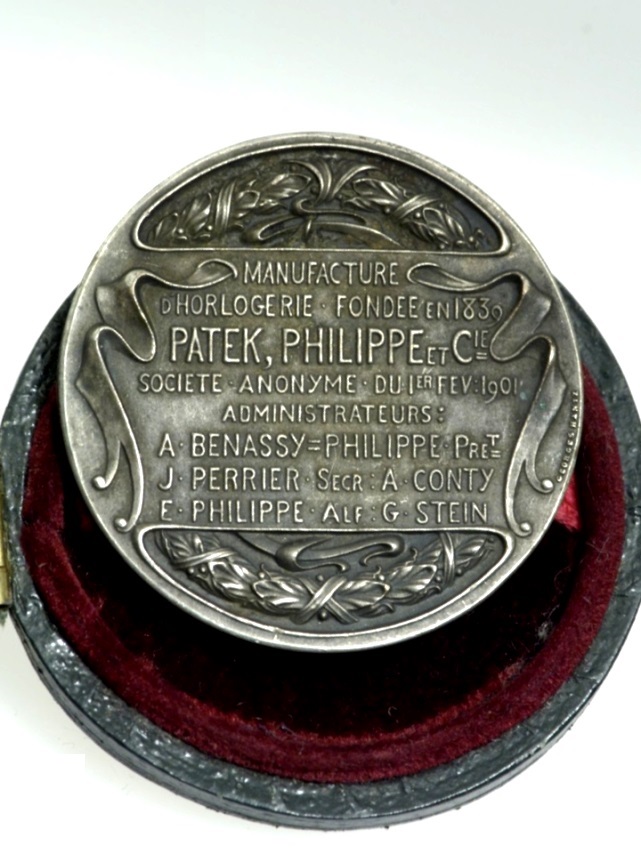 MANUFACTURE
D'HORLOGERIE · FONDEE EN 1839
PATEK, PHILIPPE ET CIE
SOCIETE · ANONYME · DU 1ER FEV: 1901
ADMINISTRATEURS:
A · BENASSY=PHILIPPE · PRET
J · PERRIER · SECR: A · CONTY
E · PHILIPPE · ALF: G · STEIN